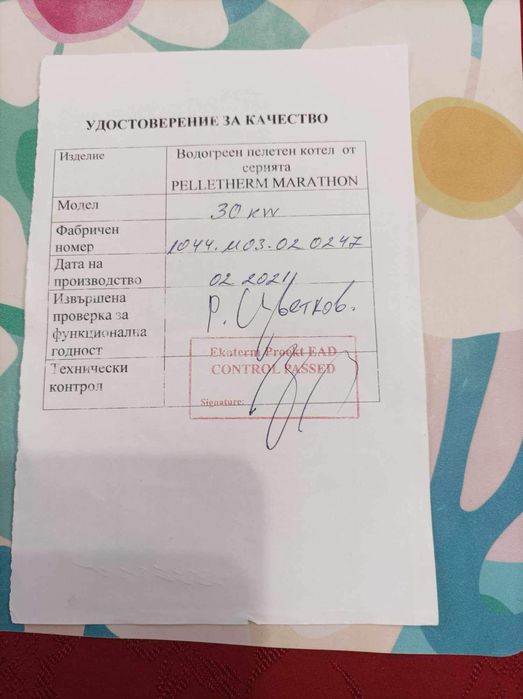 УДОСТОВЕРЕНИЕ ЗА КАЧЕСТВО
Изделие
Водогреен пелетен котел от
серията
PELLETHERM MARATHON
Модел
30 kw
Фабричен
номер
1044.M03.02 0247
Дата на
производство
02 2021
Извършена
проверка за
функционална
годност
Р. Цветков.
Технически
контрол
Ekoterm Proekt EAD
CONTROL PASSED
Signature: